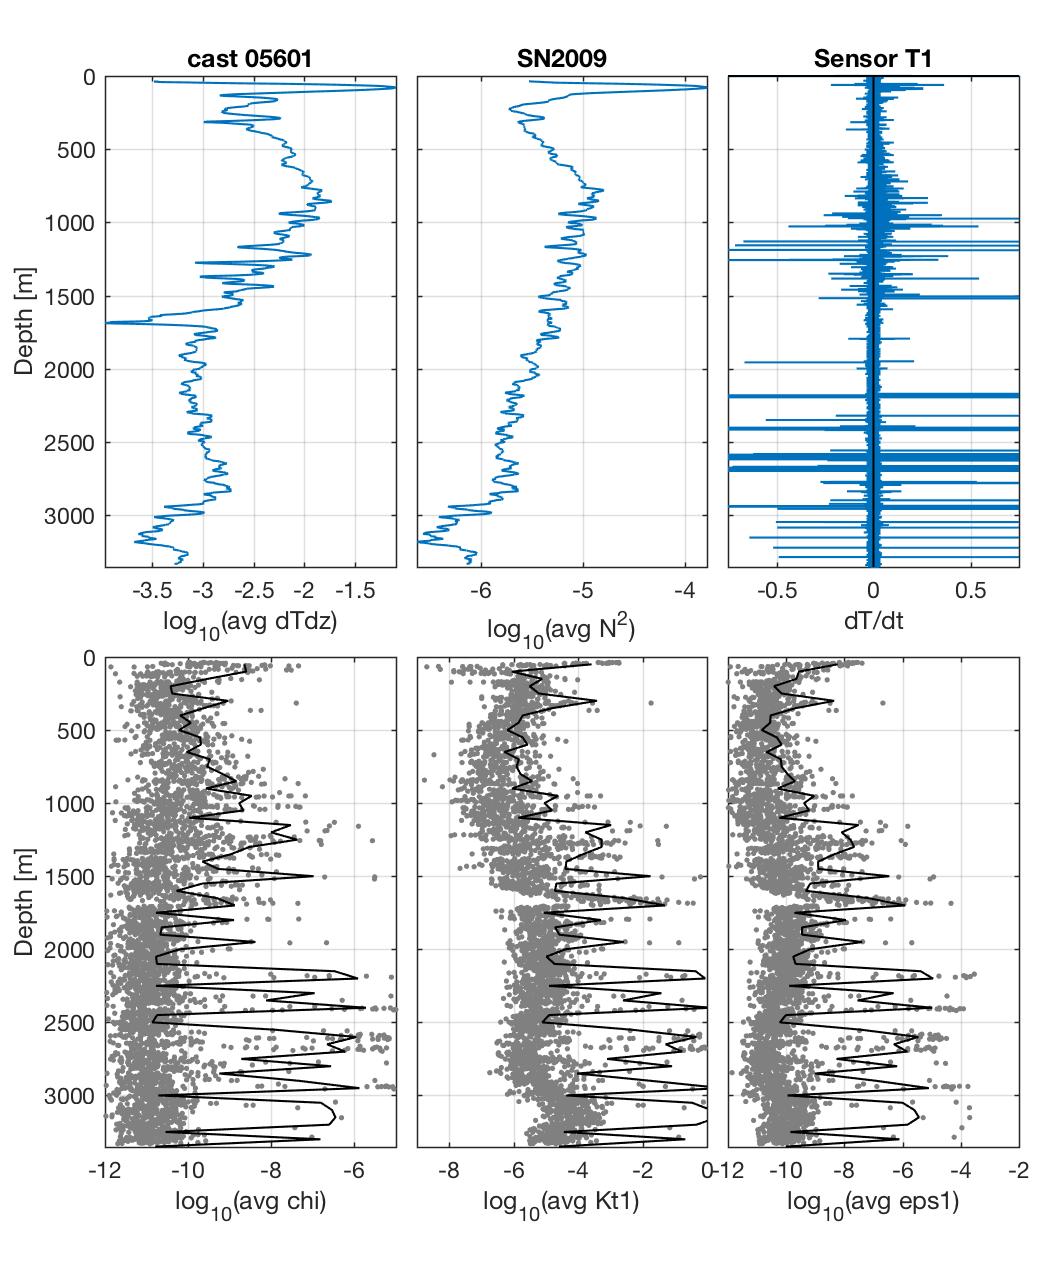 cast 05601 SN2009 Sensor T1
0
500
1000
1500
2000
2500
3000
Depth [m]
-3.5 -3 -2.5 -2 -1.5
log10(avg dTdz)
-6 -5 -4
log10(avg N2)
-0.5 0 0.5
dT/dt
0
500
1000
1500
2000
2500
3000
Depth [m]
-12 -10 -8 -6 -4
log10(avg chi)
-8 -6 -4 -2 0
log10(avg Kt1)
-12 -10 -8 -6 -4 -2
log10(avg eps1)